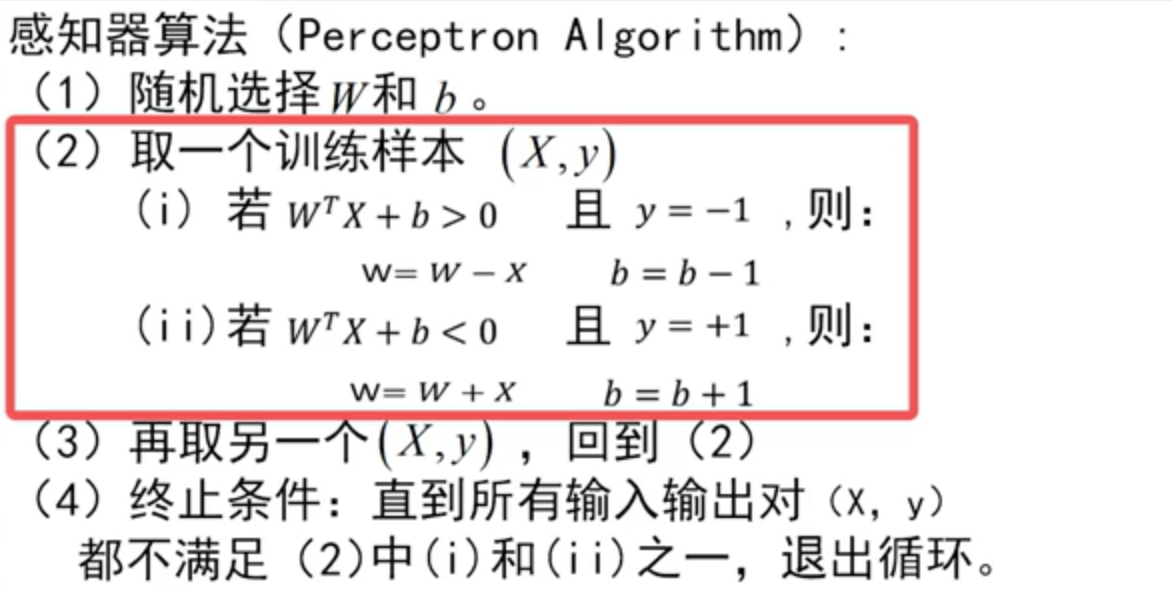 感知器算法（Perceptron Algorithm）:
（1）随机选择W和 b 。
（2）取一个训练样本 (X,y)
（i） 若 WᵀX + b > 0 且 y = −1 ,则：
w= W − X b = b − 1
（ii）若 WᵀX + b < 0 且 y = +1 ,则：
w= W + X b = b + 1
（3）再取另一个(X,y) ，回到（2）
（4）终止条件：直到所有输入输出对（X, y）
都不满足（2)中(i)和(ii)之一，退出循环。